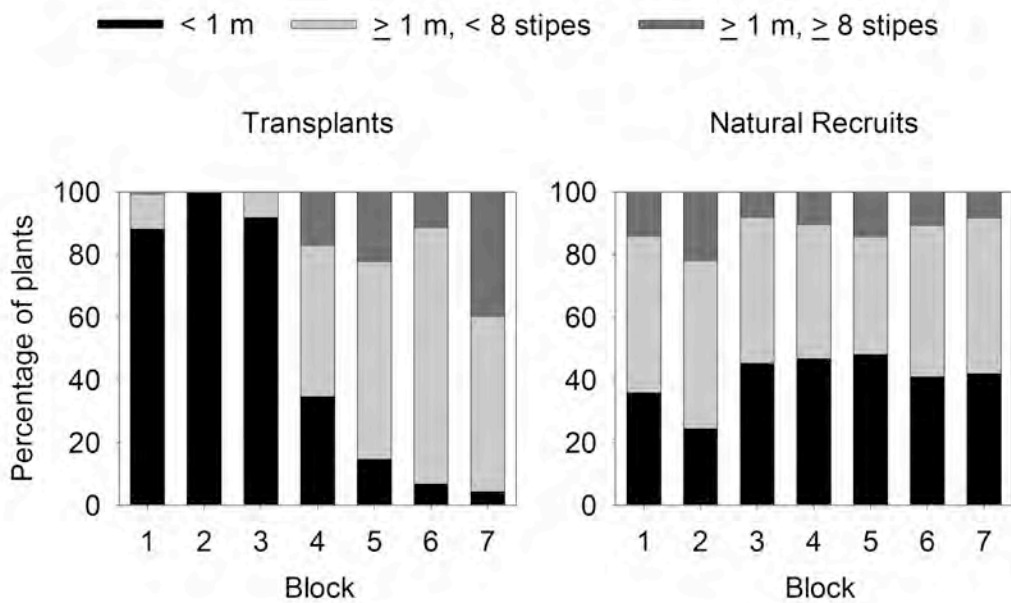 < 1 m ≥ 1 m, < 8 stipes ≥ 1 m, ≥ 8 stipes
Transplants
Natural Recruits
Percentage of plants
100
80
60
40
20
0
1 2 3 4 5 6 7
Block
100
80
60
40
20
0
1 2 3 4 5 6 7
Block